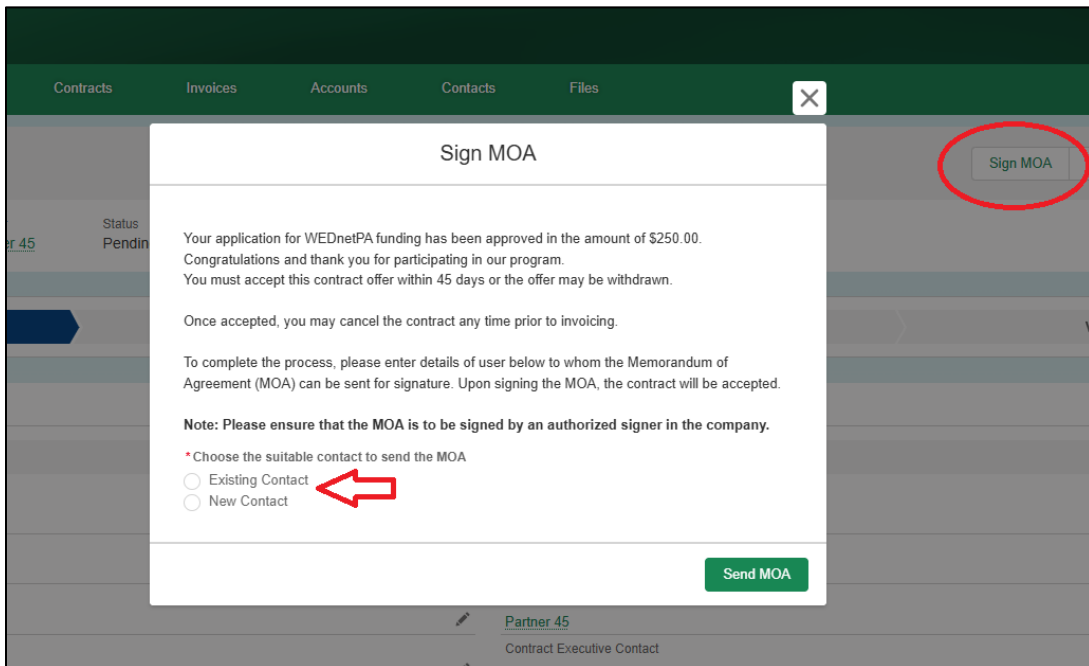 Contracts Invoices Accounts Contacts Files
Sign MOA
Sign MOA
Status
er 45 Pendin
Your application for WEDnetPA funding has been approved in the amount of $250.00.
Congratulations and thank you for participating in our program.
You must accept this contract offer within 45 days or the offer may be withdrawn.
Once accepted, you may cancel the contract any time prior to invoicing.
To complete the process, please enter details of user below to whom the Memorandum of
Agreement (MOA) can be sent for signature. Upon signing the MOA, the contract will be accepted.
Note: Please ensure that the MOA is to be signed by an authorized signer in the company.
*Choose the suitable contact to send the MOA
Existing Contact
New Contact
Send MOA
Partner 45
Contract Executive Contact